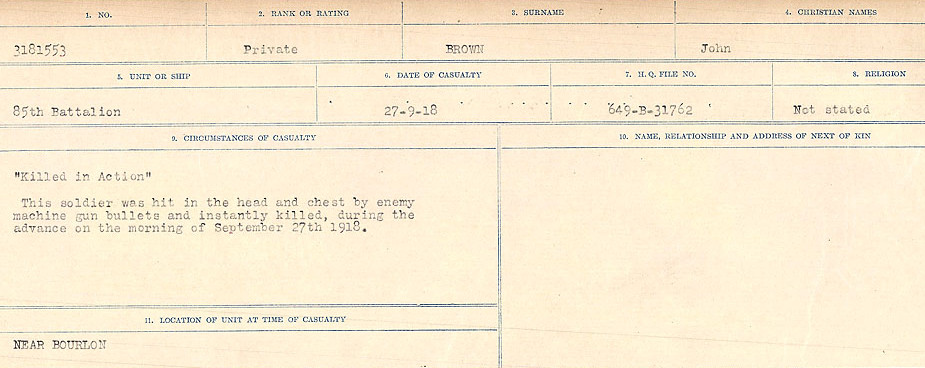 1. NO. 2. RANK OR RATING 3. SURNAME 4. CHRISTIAN NAMES
3181553 Private BROWN John
5. UNIT OR SHIP 6. DATE OF CASUALTY 7. H. Q. FILE NO. 8. RELIGION
85th Battalion 27-9-18 649-B-31762 Not stated
9. CIRCUMSTANCES OF CASUALTY 10. NAME, RELATIONSHIP AND ADDRESS OF NEXT OF KIN
"Killed in Action"
This soldier was hit in the head and chest by enemy
machine gun bullets and instantly killed, during the
advance on the morning of September 27th 1918.
11. LOCATION OF UNIT AT TIME OF CASUALTY
NEAR BOURLON